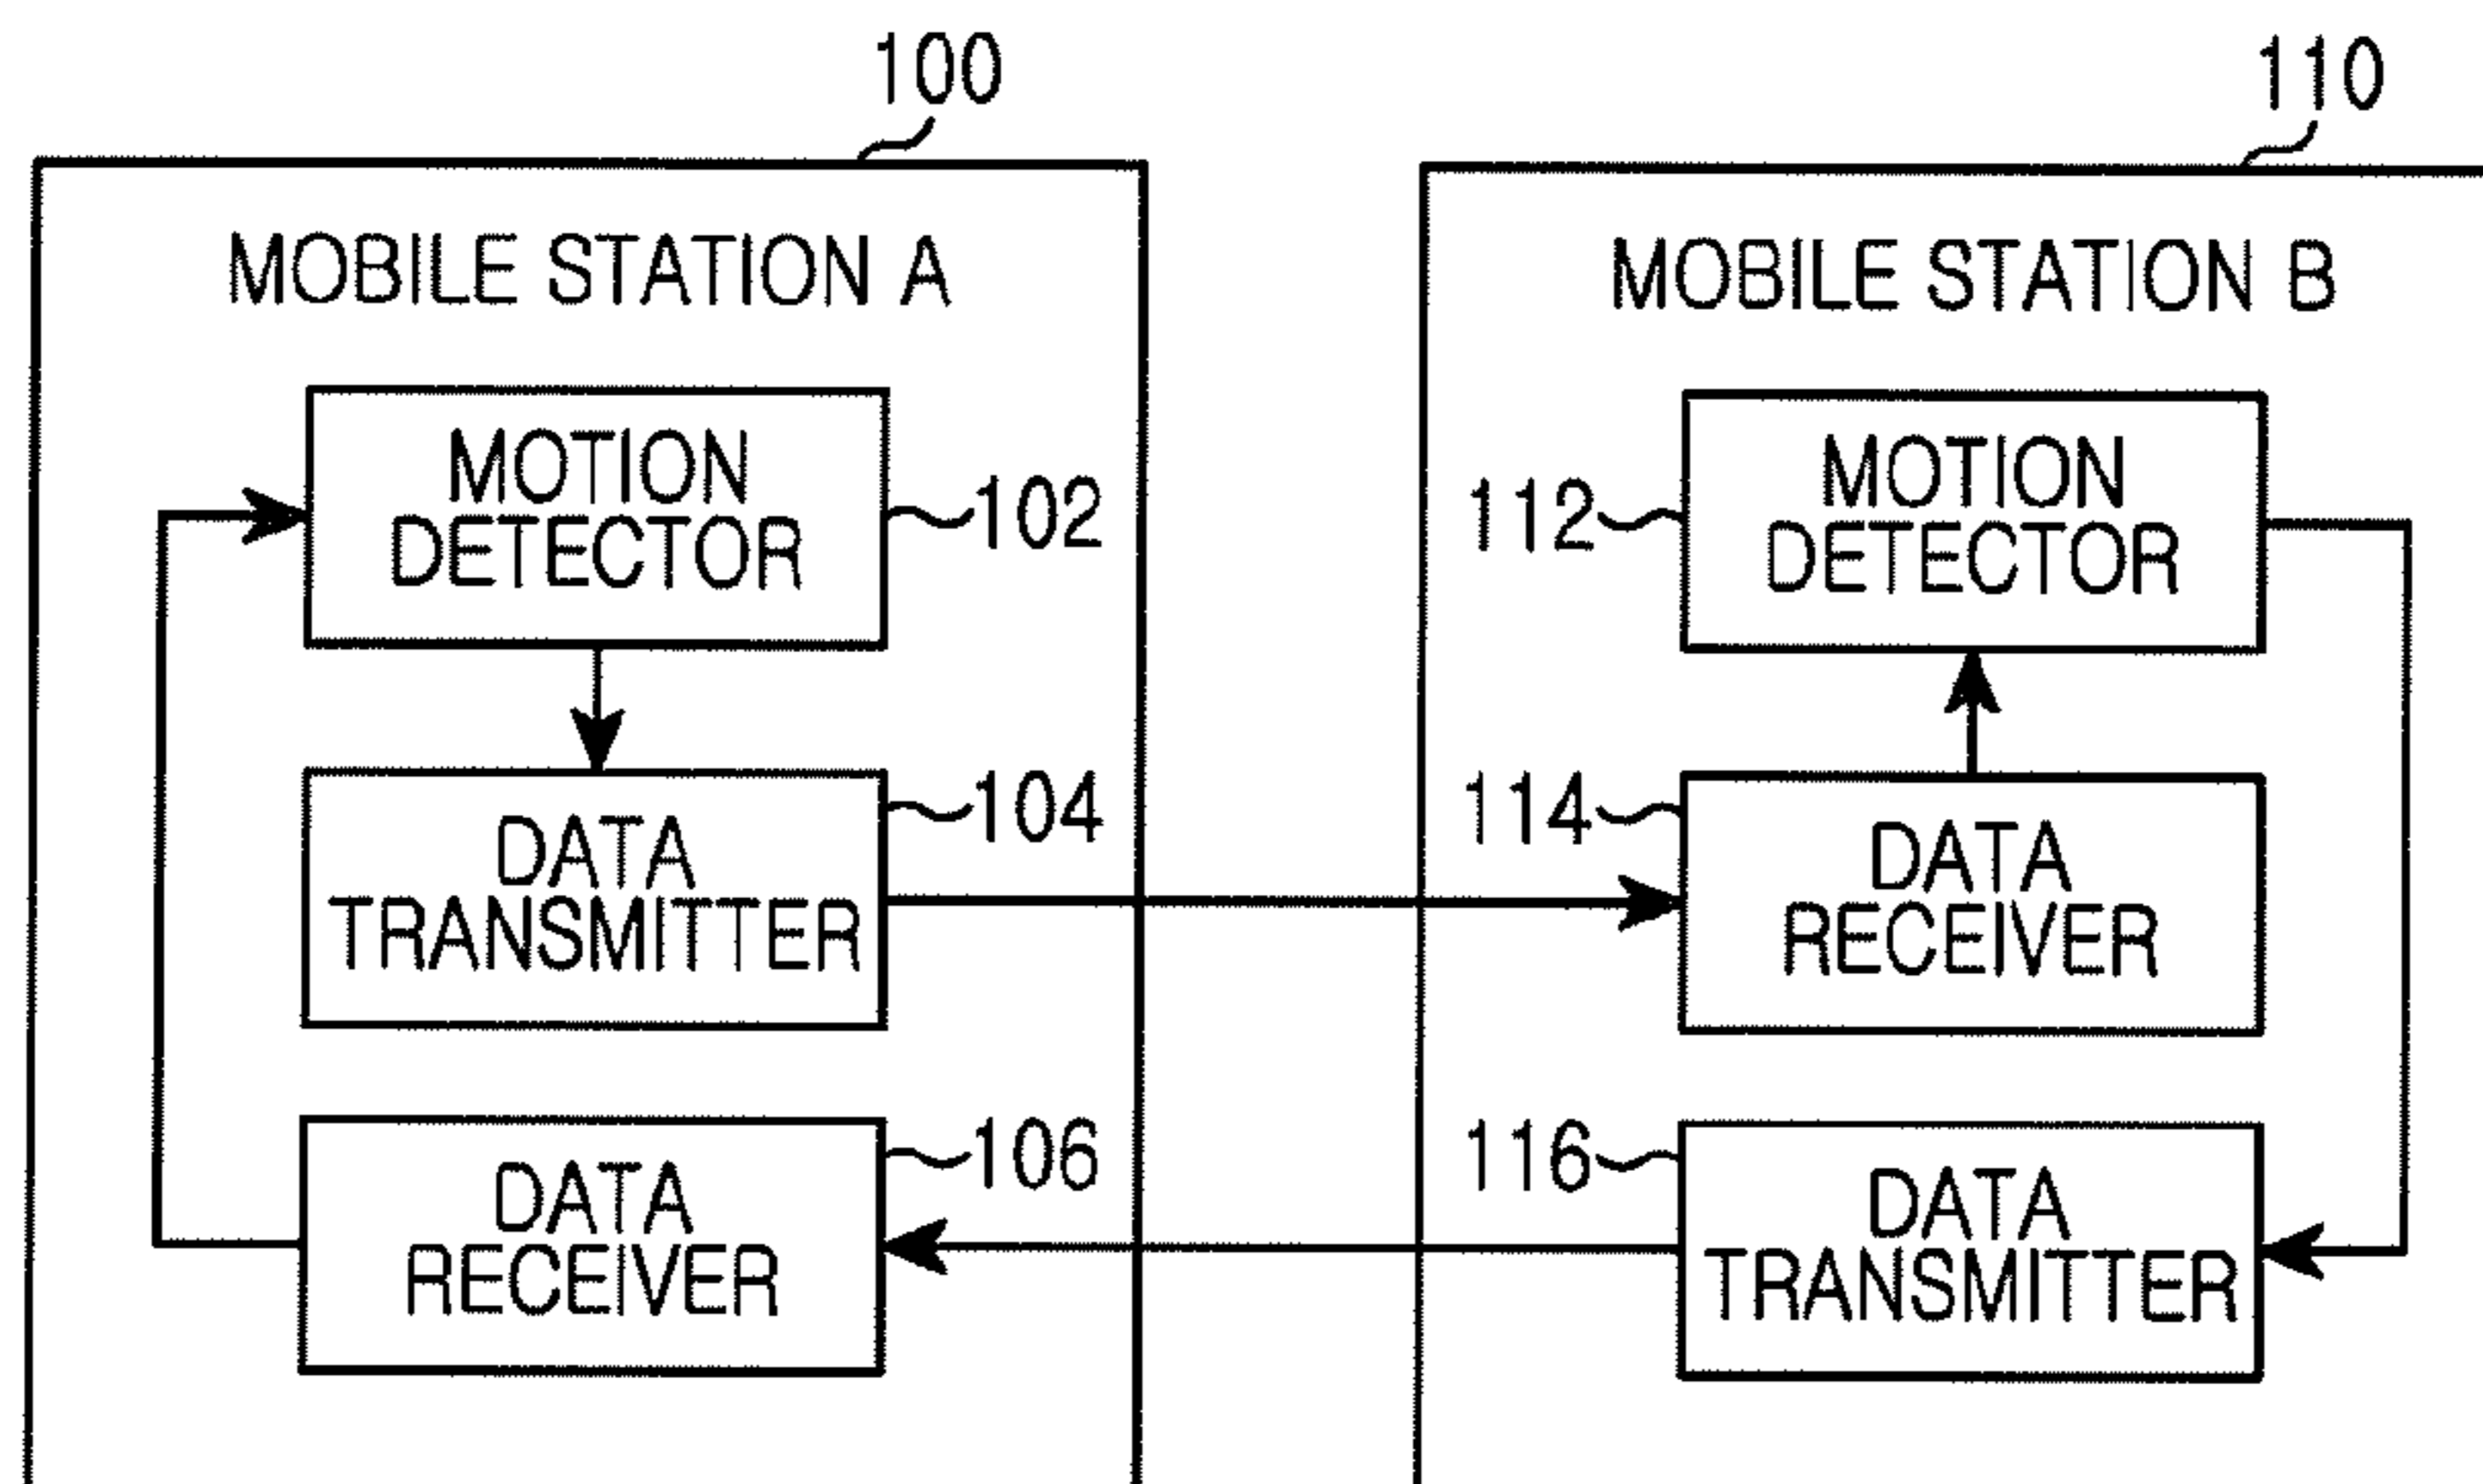 100
110
MOBILE STATION A
MOBILE STATION B
MOTION
DETECTOR
102
112
MOTION
DETECTOR
DATA
TRANSMITTER
104
114
DATA
RECEIVER
DATA
RECEIVER
106
116
DATA
TRANSMITTER